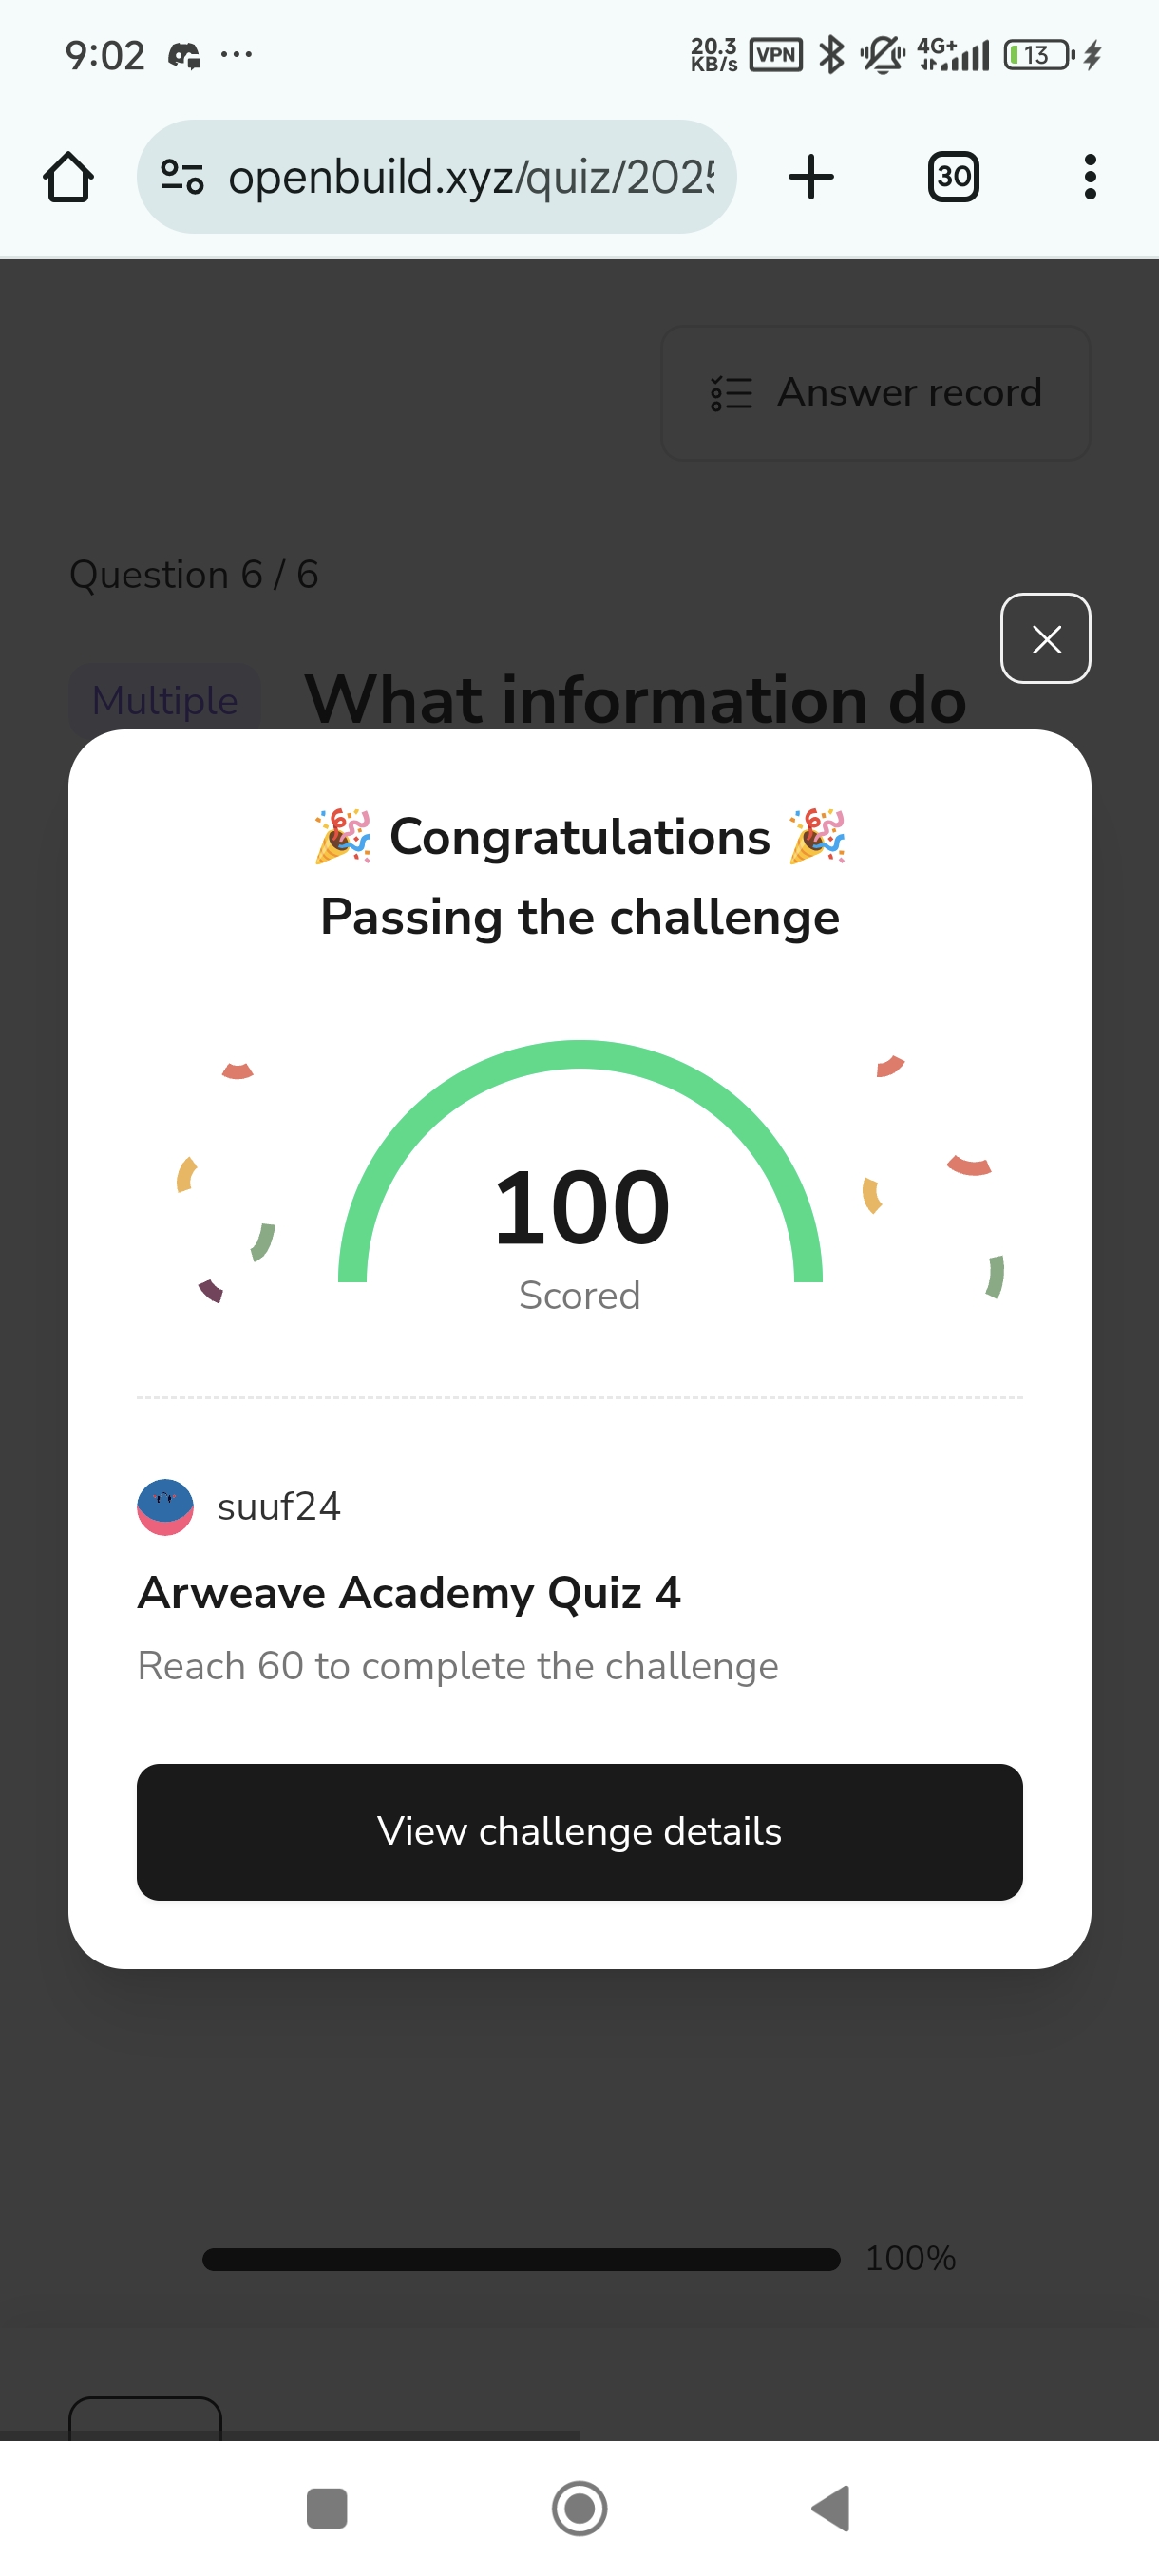 9:02
20.3
KB/s
VPN
4G+
13
openbuild.xyz/quiz/202
30
Answer record
Question 6 / 6
Multiple
What information do
🎉 Congratulations 🎉
Passing the challenge
100
Scored
suuf24
Arweave Academy Quiz 4
Reach 60 to complete the challenge
View challenge details
100%